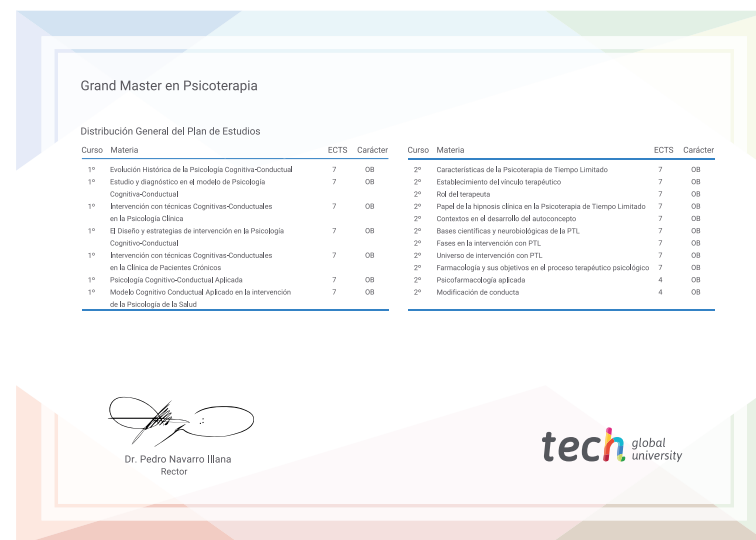 Grand Master en Psicoterapia
Distribución General del Plan de Estudios
Curso Materia ECTS Carácter
1º Evolución Histórica de la Psicología Cognitiva-Conductual 7 OB
1º Estudio y diagnóstico en el modelo de Psicología
Cognitiva-Conductual 7 OB
1º Intervención con técnicas Cognitivas-Conductuales
en la Psicología Clínica 7 OB
1º El Diseño y estrategias de intervención en la Psicología
Cognitivo-Conductual 7 OB
1º Intervención con técnicas Cognitivas-Conductuales
en la Clínica de Pacientes Crónicos 7 OB
1º Psicología Cognitivo-Conductual Aplicada 7 OB
1º Modelo Cognitivo Conductual Aplicado en la intervención
de la Psicología de la Salud 7 OB
Curso Materia ECTS Carácter
2º Características de la Psicoterapia de Tiempo Limitado 7 OB
2º Establecimiento del vínculo terapéutico 7 OB
2º Rol del terapeuta 7 OB
2º Papel de la hipnosis clínica en la Psicoterapia de Tiempo Limitado 7 OB
2º Contextos en el desarrollo del autoconcepto 7 OB
2º Bases científicas y neurobiológicas de la PTL 7 OB
2º Fases en la intervención con PTL 7 OB
2º Universo de intervención con PTL 7 OB
2º Farmacología y sus objetivos en el proceso terapéutico psicológico 7 OB
2º Psicofarmacología aplicada 4 OB
2º Modificación de conducta 4 OB
Dr. Pedro Navarro Illana
Rector
tech global
university